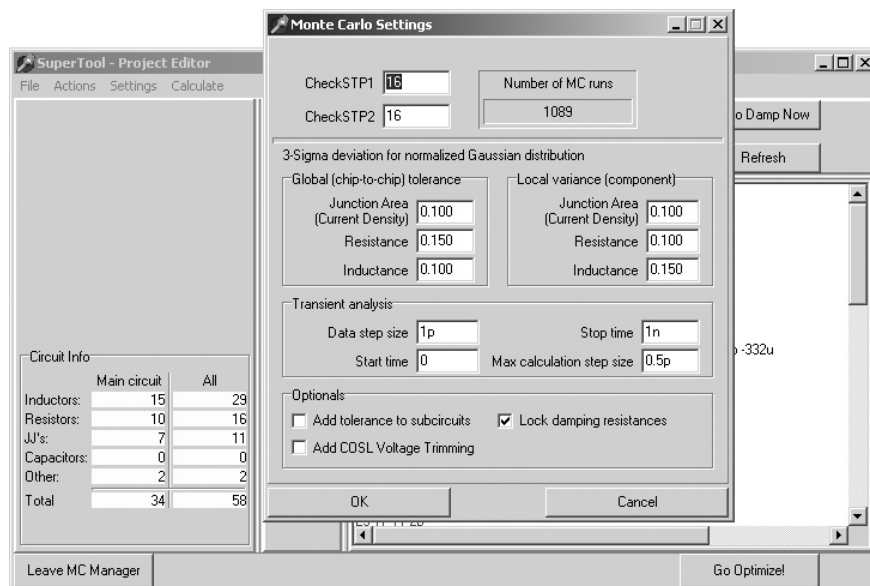 Monte Carlo Settings
CheckSTP1 16
CheckSTP2 16
Number of MC runs
1089
3-Sigma deviation for normalized Gaussian distribution
Global (chip-to-chip) tolerance
Junction Area
(Current Density) 0.100
Resistance 0.150
Inductance 0.100
Local variance (component)
Junction Area
(Current Density) 0.100
Resistance 0.100
Inductance 0.150
Transient analysis
Data step size 1p
Stop time 1n
Start time 0
Max calculation step size 0.5p
Optionals
Add tolerance to subcircuits
Lock damping resistances
Add COSL Voltage Trimming
OK
Cancel
SuperTool - Project Editor
File Actions Settings Calculate
Damp Now
Refresh
-332u
Circuit Info
Main circuit All
Inductors: 15 29
Resistors: 10 16
JJ's: 7 11
Capacitors: 0 0
Other: 2 2
Total 34 58
Leave MC Manager
Go Optimize!